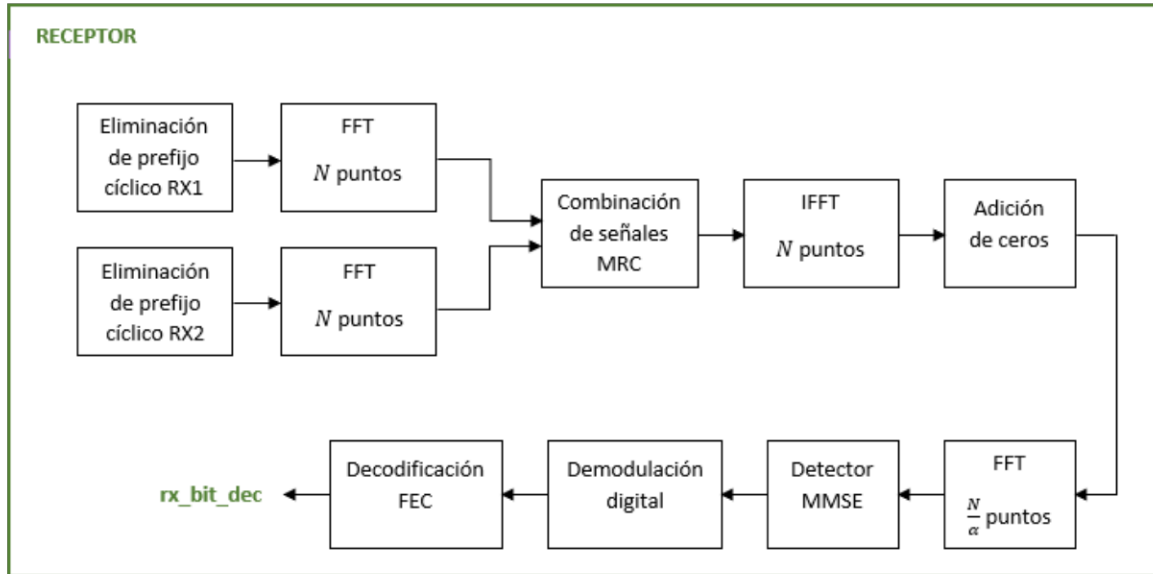 RECEPTOR
Eliminación
de prefijo
cíclico RX1
FFT
N puntos
Eliminación
de prefijo
cíclico RX2
FFT
N puntos
Combinación
de señales
MRC
IFFT
N puntos
Adición
de ceros
FFT
N/α puntos
Detector
MMSE
Demodulación
digital
Decodificación
FEC
rx_bit_dec